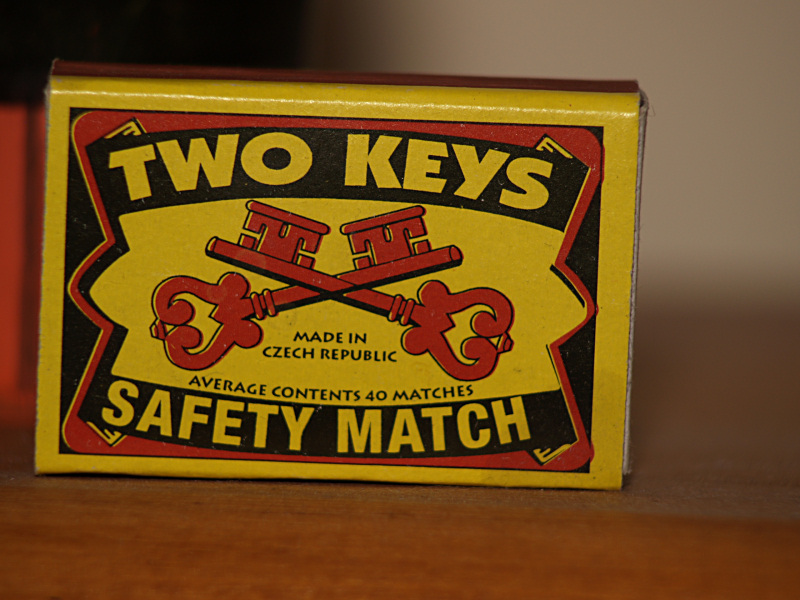 TWO KEYS
MADE IN
CZECH REPUBLIC
AVERAGE CONTENTS 40 MATCHES
SAFETY MATCH